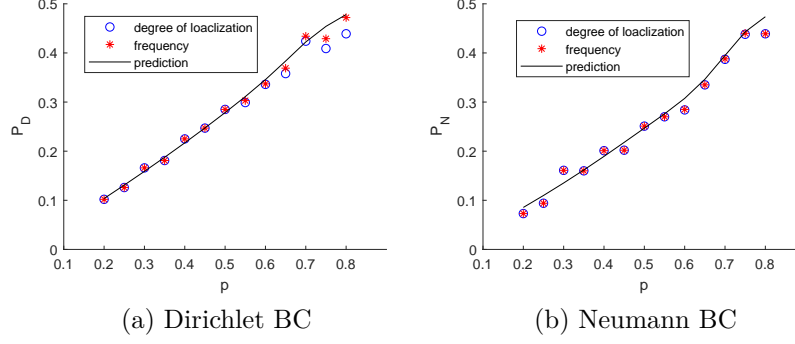 0.5
0.4
0.3
0.2
0.1
0
P_D
degree of loaclization
frequency
prediction
0.1 0.2 0.3 0.4 0.5 0.6 0.7 0.8
p
(a) Dirichlet BC
0.5
0.4
0.3
0.2
0.1
0
P_N
degree of loaclization
frequency
prediction
0.1 0.2 0.3 0.4 0.5 0.6 0.7 0.8
p
(b) Neumann BC